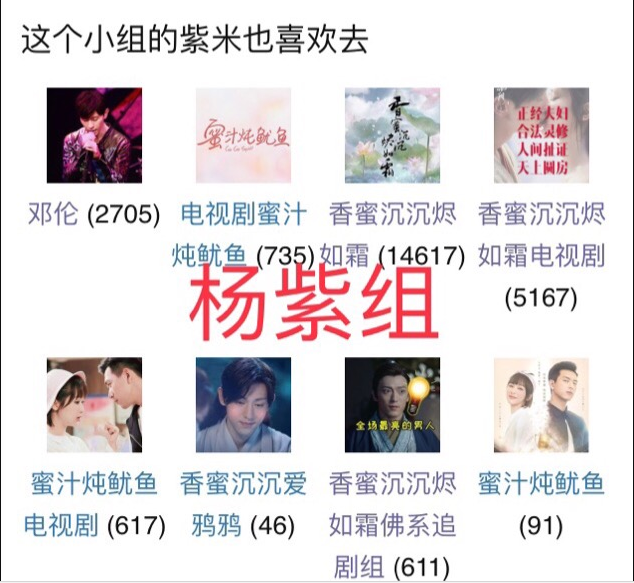 这个小组的紫米也喜欢去
蜜汁炖鱿鱼
香蜜沉沉
烬如霜
正经夫妇
合法灵修
人间扯证
天上圆房
邓伦 (2705)
电视剧蜜汁
炖鱿鱼 (735)
香蜜沉沉烬
如霜 (14617)
香蜜沉沉烬
如霜电视剧
(5167)
杨紫组
全场最亮的男人
蜜汁炖鱿鱼
电视剧 (617)
香蜜沉沉爱
鸦鸦 (46)
香蜜沉沉烬
如霜佛系追
剧组 (611)
蜜汁炖鱿鱼
(91)